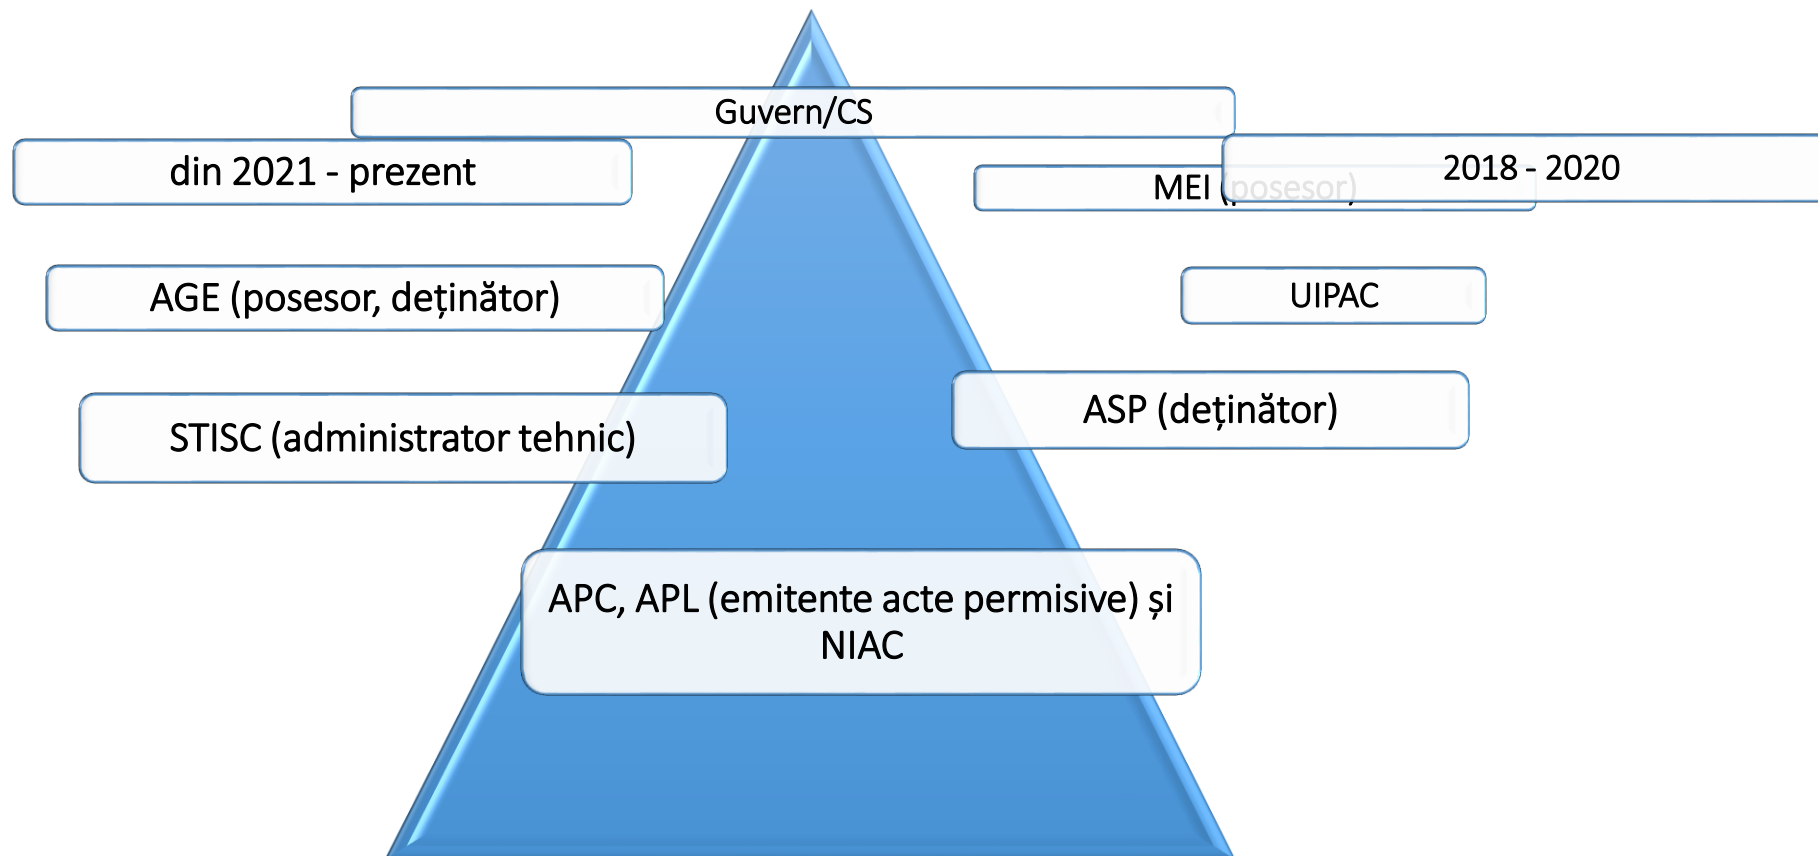 Guvern/CS
din 2021 - prezent
2018 - 2020
MEI (posesor)
AGE (posesor, deținător)
UIPAC
STISC (administrator tehnic)
ASP (deținător)
APC, APL (emitente acte permisive) și
NIAC